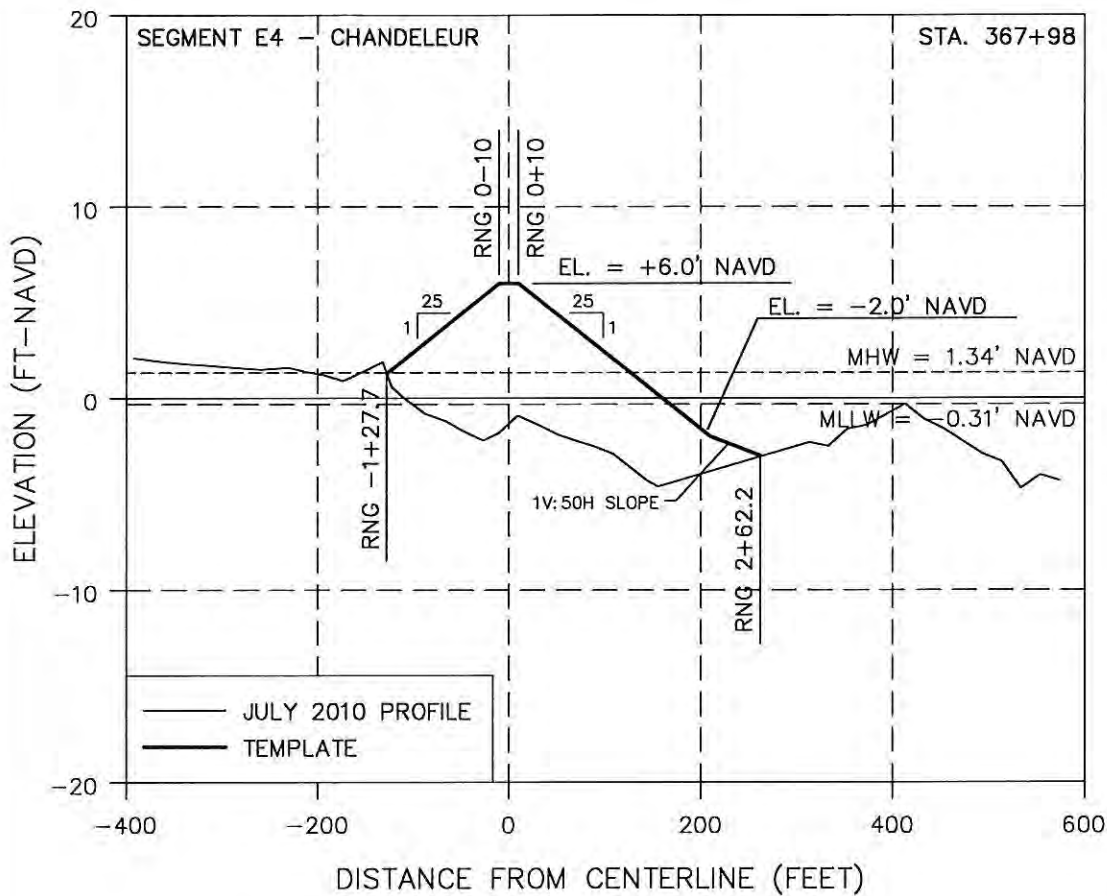 SEGMENT E4 – CHANDELEUR
STA. 367+98
20
10
0
-10
-20
ELEVATION (FT-NAVD)
RNG 0-10
RNG 0+10
EL. = +6.0' NAVD
25
1
25
1
EL. = -2.0' NAVD
MHW = 1.34' NAVD
MLLW = -0.31' NAVD
RNG -1+27.7
1V:50H SLOPE
RNG 2+62.2
JULY 2010 PROFILE
TEMPLATE
-400
-200
0
200
400
600
DISTANCE FROM CENTERLINE (FEET)